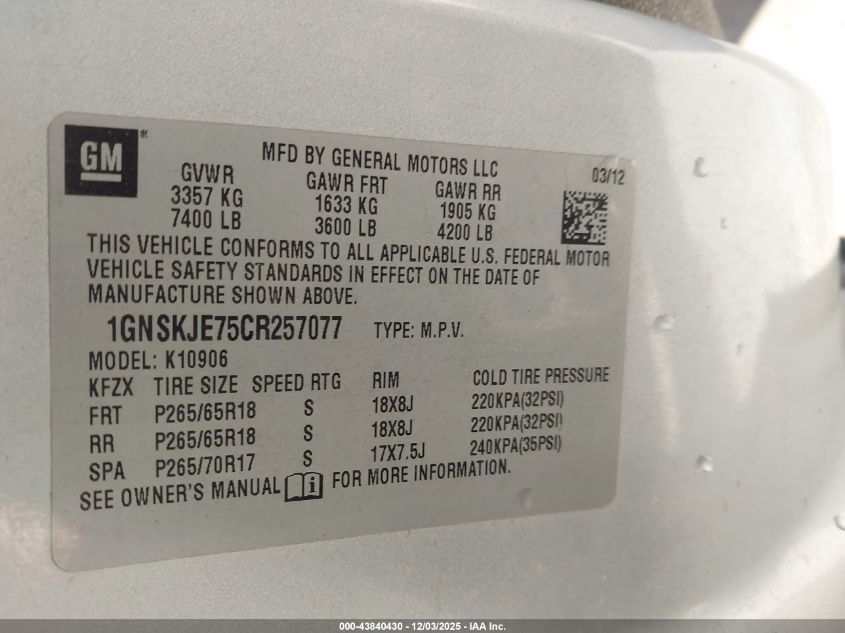 GM®
MFD BY GENERAL MOTORS LLC
03/12
GVWR GAWR FRT GAWR RR
3357 KG 1633 KG 1905 KG
7400 LB 3600 LB 4200 LB
THIS VEHICLE CONFORMS TO ALL APPLICABLE U.S. FEDERAL MOTOR
VEHICLE SAFETY STANDARDS IN EFFECT ON THE DATE OF
MANUFACTURE SHOWN ABOVE.
1GNSKJE75CR257077 TYPE: M.P.V.
MODEL: K10906
KFZX TIRE SIZE SPEED RTG RIM COLD TIRE PRESSURE
FRT P265/65R18 S 18X8J 220KPA(32PSI)
RR P265/65R18 S 18X8J 220KPA(32PSI)
SPA P265/70R17 S 17X7.5J 240KPA(35PSI)
SEE OWNER'S MANUAL i FOR MORE INFORMATION.
000-43840430 - 12/03/2025 - IAA Inc.